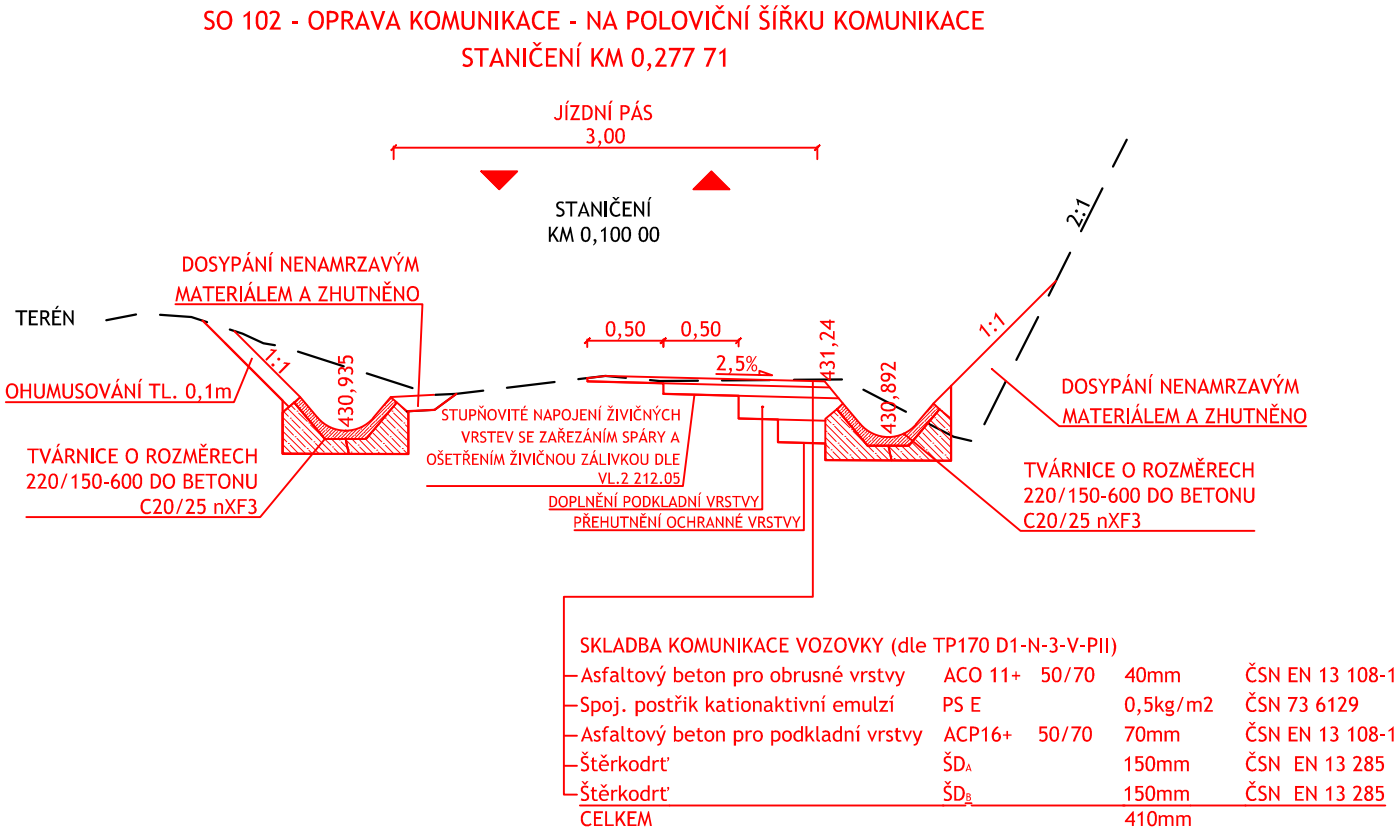 SO 102 - OPRAVA KOMUNIKACE - NA POLOVIČNÍ ŠÍŘKU KOMUNIKACE
STANIČENÍ KM 0,277 71
JÍZDNÍ PÁS
3,00
STANIČENÍ
KM 0,100 00
2:1
DOSYPÁNÍ NENAMRZAVÝM
MATERIÁLEM A ZHUTNĚNO
TERÉN
0,50
0,50
2,5%
431,24
1:1
1:1
430,935
430,892
OHUMUSOVÁNÍ TL. 0,1m
DOSYPÁNÍ NENAMRZAVÝM
MATERIÁLEM A ZHUTNĚNO
STUPŇOVITÉ NAPOJENÍ ŽIVIČNÝCH
VRSTEV SE ZAŘEZÁNÍM SPÁRY A
OŠETŘENÍM ŽIVIČNOU ZÁLIVKOU DLE
VL.2 212.05
TVÁRNICE O ROZMĚRECH
220/150-600 DO BETONU
C20/25 nXF3
DOPLNĚNÍ PODKLADNÍ VRSTVY
PŘEHUTNĚNÍ OCHRANNÉ VRSTVY
TVÁRNICE O ROZMĚRECH
220/150-600 DO BETONU
C20/25 nXF3
SKLADBA KOMUNIKACE VOZOVKY (dle TP170 D1-N-3-V-PII)
Asfaltový beton pro obrusné vrstvy ACO 11+ 50/70 40mm ČSN EN 13 108-1
Spoj. postřik kationaktivní emulzí PS E 0,5kg/m2 ČSN 73 6129
Asfaltový beton pro podkladní vrstvy ACP16+ 50/70 70mm ČSN EN 13 108-1
Štěrkodrť ŠDA 150mm ČSN EN 13 285
Štěrkodrť ŠDB 150mm ČSN EN 13 285
CELKEM 410mm